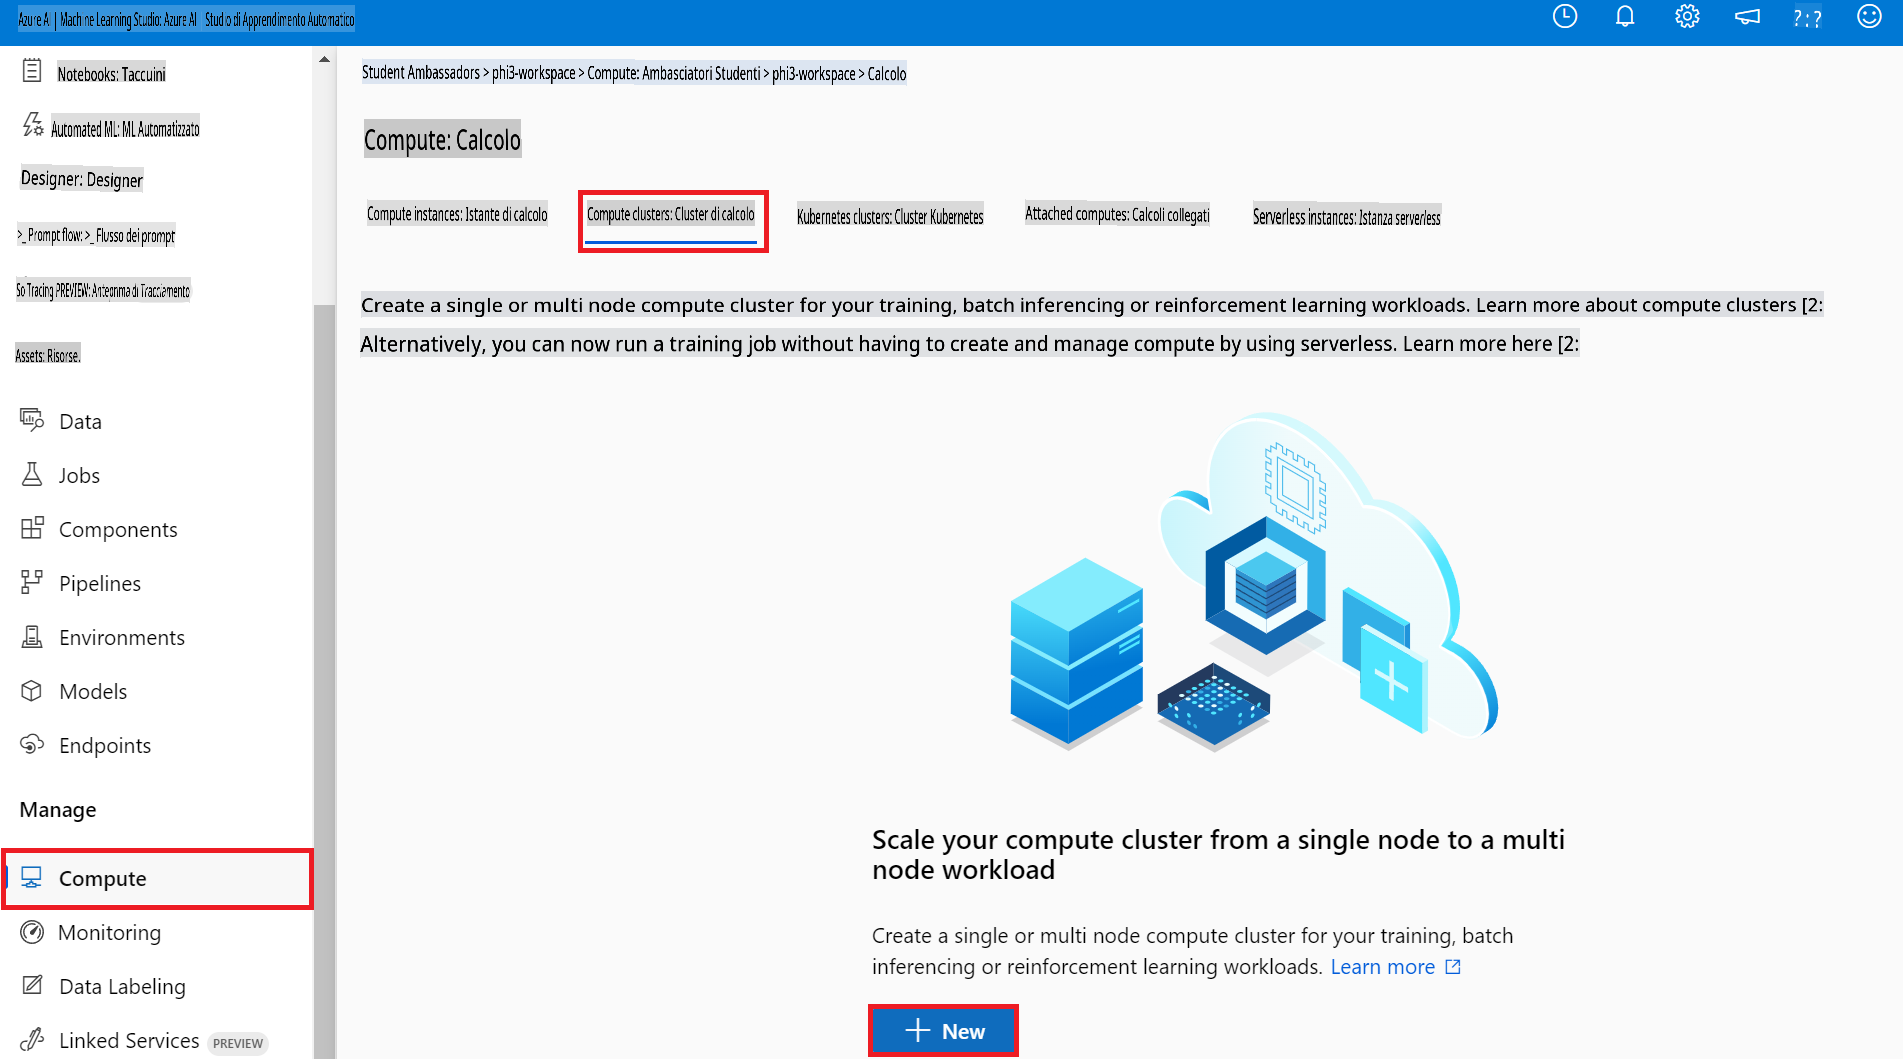 Azure AI | Machine Learning Studio: Azure AI | Studio di Apprendimento Automatico
?:?
Notebooks: Taccuini
Automated ML: ML Automatizzato
Designer: Designer
>_ Prompt flow: >_ Flusso dei prompt
So Tracing PREVIEW: Anteprima di Tracciamento
Assets: Risorse.
Data
Jobs
Components
Pipelines
Environments
Models
Endpoints
Manage
Compute
Monitoring
Data Labeling
Linked Services PREVIEW
Student Ambassadors > phi3-workspace > Compute: Ambasciatori Studenti > phi3-workspace > Calcolo
Compute: Calcolo
Compute instances: Istante di calcolo
Compute clusters: Cluster di calcolo
Kubernetes clusters: Cluster Kubernetes
Attached computes: Calcoli collegati
Serverless instances: Istanza serverless
Create a single or multi node compute cluster for your training, batch inferencing or reinforcement learning workloads. Learn more about compute clusters [2:
Alternatively, you can now run a training job without having to create and manage compute by using serverless. Learn more here [2:
Scale your compute cluster from a single node to a multi
node workload
Create a single or multi node compute cluster for your training, batch
inferencing or reinforcement learning workloads. Learn more
New